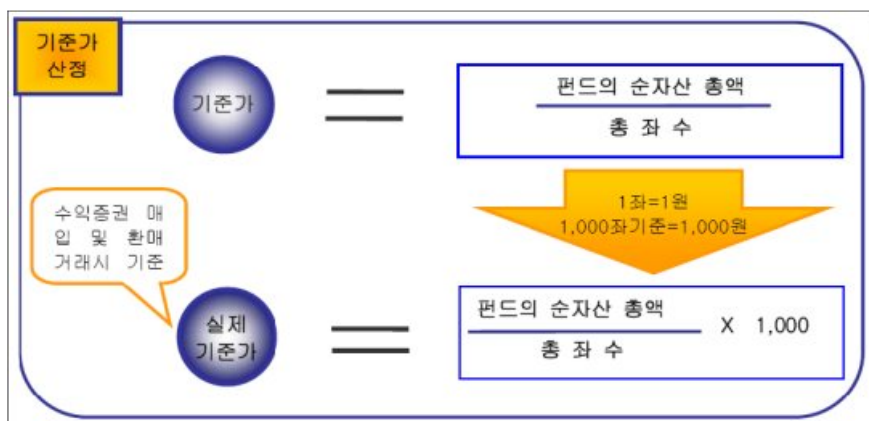 기준가
산정
기준가
펀드의 순자산 총액
총 좌 수
1좌=1원
1,000좌기준=1,000원
수익증권 매
입 및 환매
거래시 기준
실제
기준가
펀드의 순자산 총액
총 좌 수
X 1,000